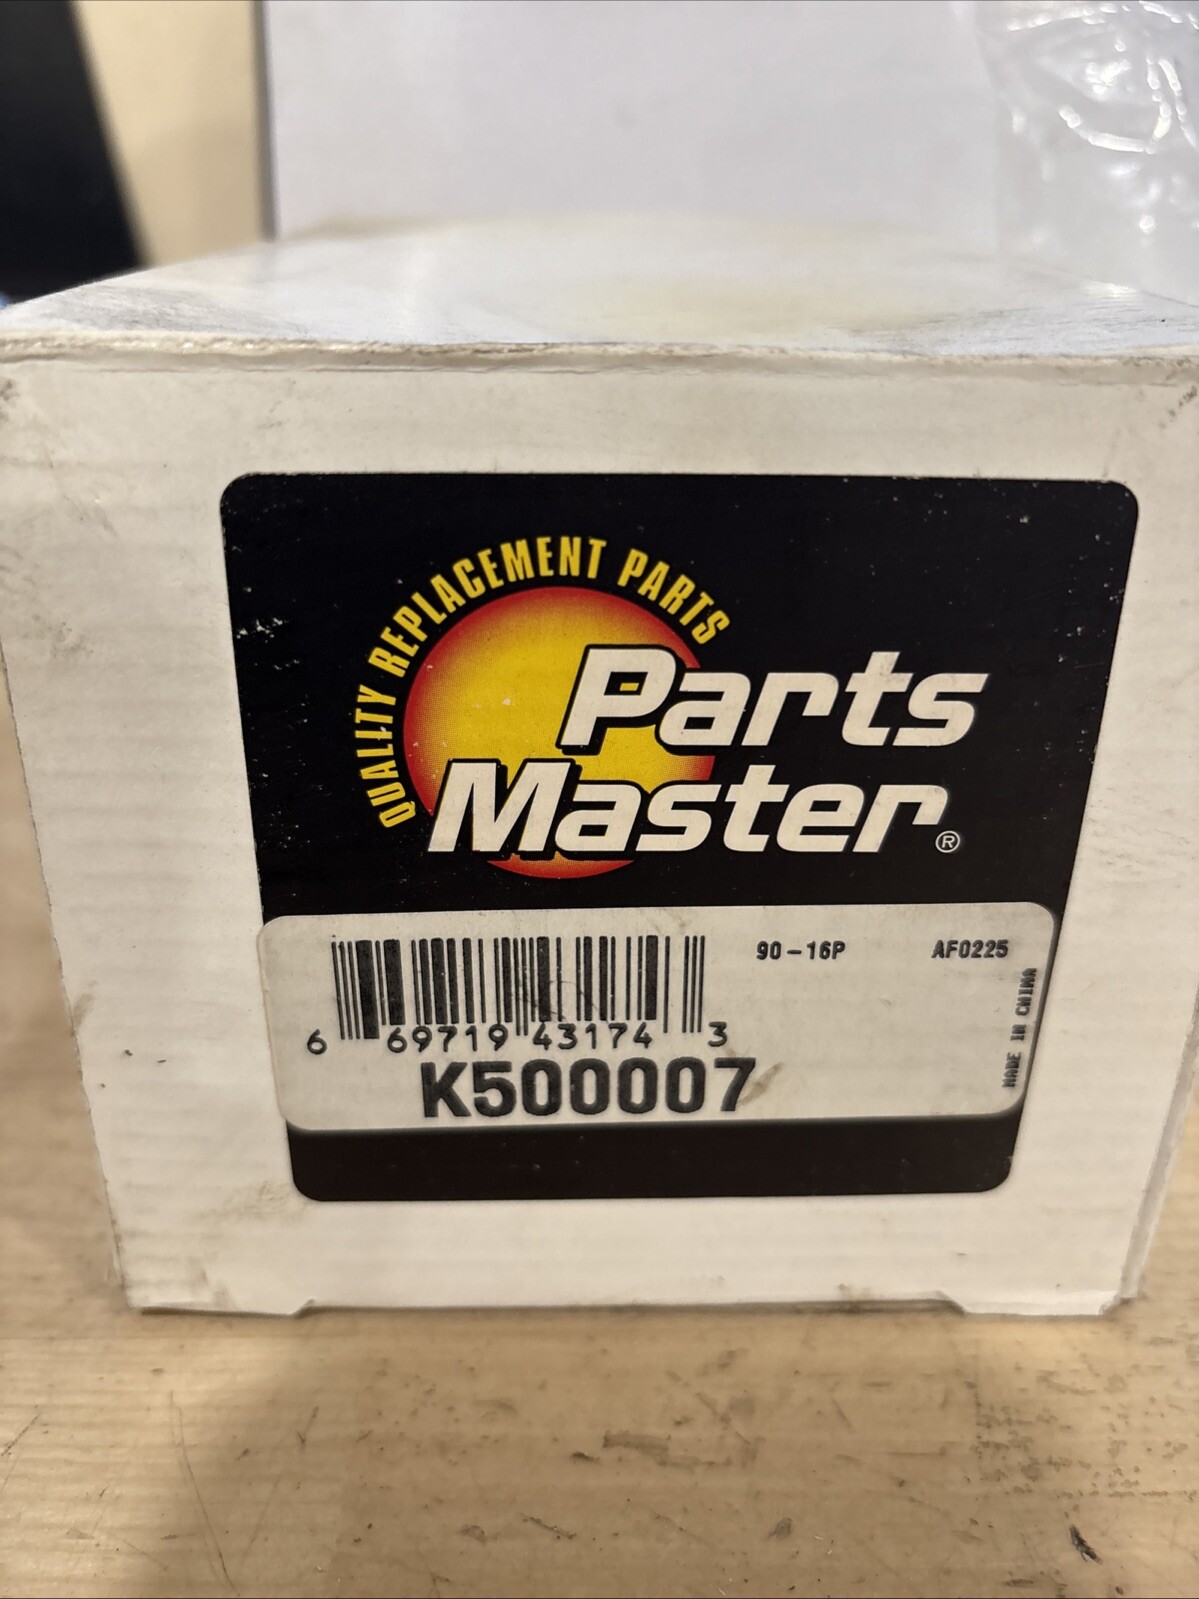 QUALITY REPLACEMENT PARTS
Parts
Master®
90-16P AF0225
6 69719 43174 3
K500007
MADE IN CHINA